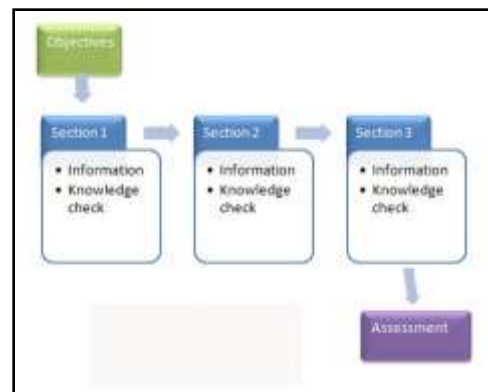 Objectives
Section 1
• Information
• Knowledge
check
Section 2
• Information
• Knowledge
check
Section 3
• Information
• Knowledge
check
Assessment